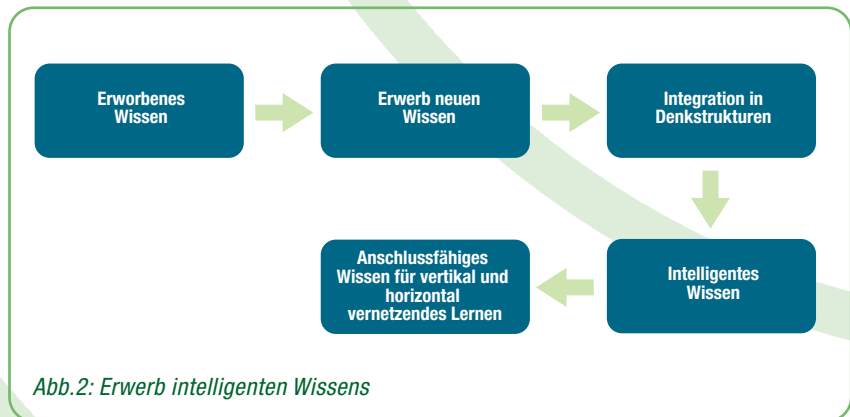 Erworbenes
Wissen
Erwerb neuen
Wissen
Integration in
Denkstrukturen
Intelligentes
Wissen
Anschlussfähiges
Wissen für vertikal und
horizontal
vernetzendes Lernen
Abb.2: Erwerb intelligenten Wissens